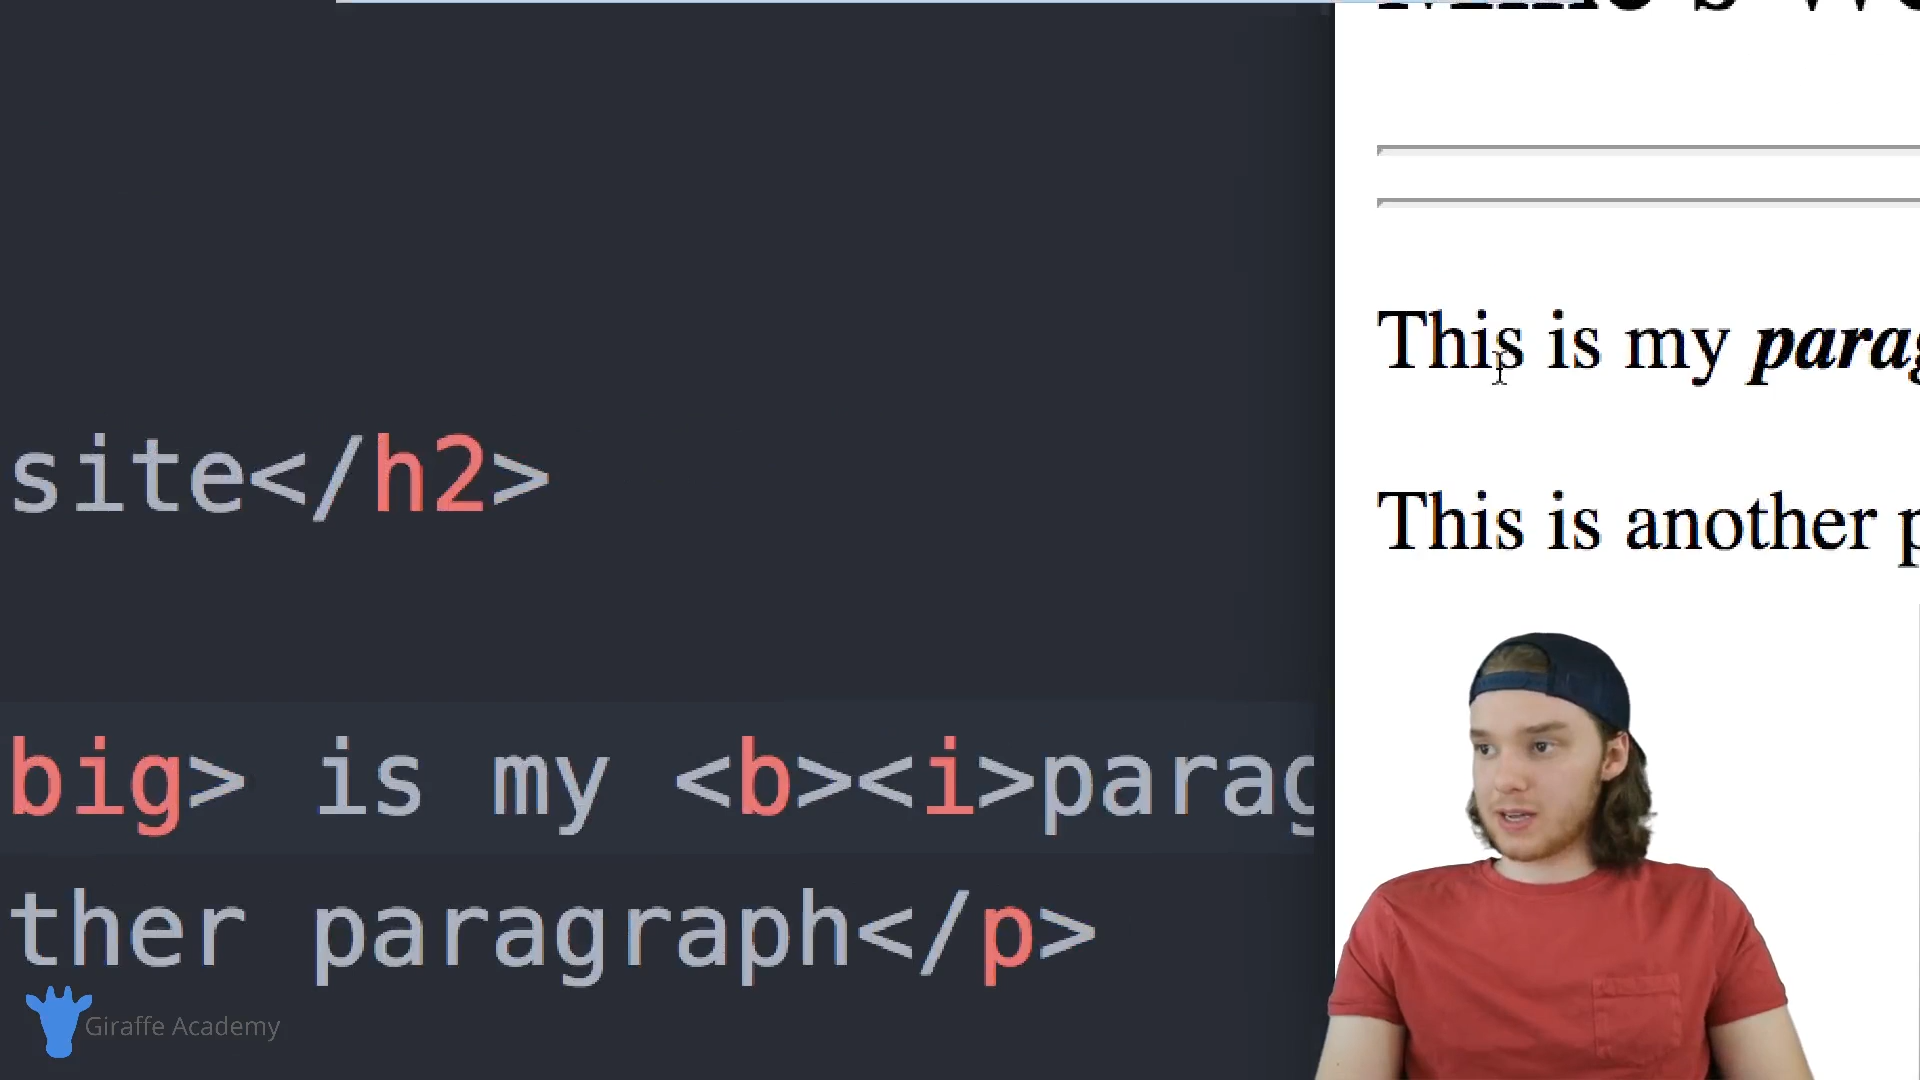 site</h2>
big> is my <b><i>parag
ther paragraph</p>
This is my parag
This is another p
Giraffe Academy